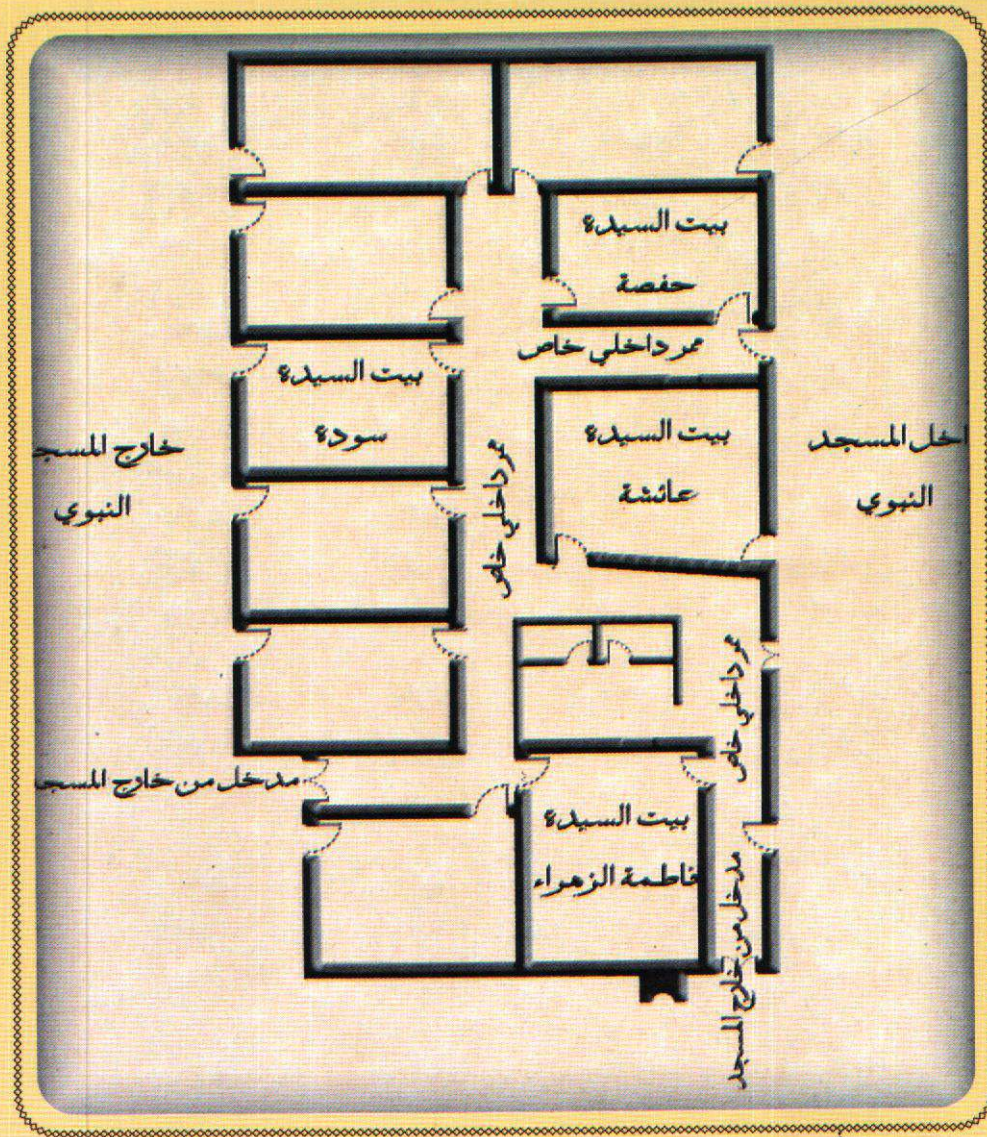 بيت السيدة
حفصة
ممر داخلي خاص
بيت السيدة
سودة
بيت السيدة
عائشة
اخل المسجد
النبوي
خارج المسجد
النبوي
ممر داخلي خاص
ممر داخلي خاص
مدخل من خارج المسجد
بيت السيدة
فاطمة الزهراء
مدخل من خارج المسجد